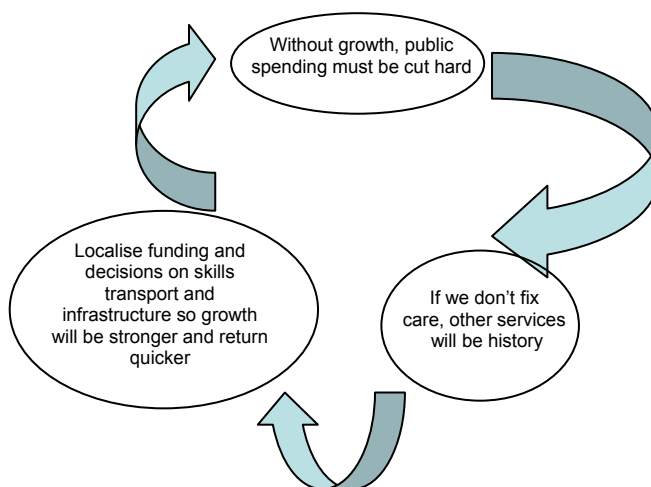 Without growth, public
spending must be cut hard
If we don’t fix
care, other services
will be history
Localise funding and
decisions on skills
transport and
infrastructure so growth
will be stronger and return
quicker